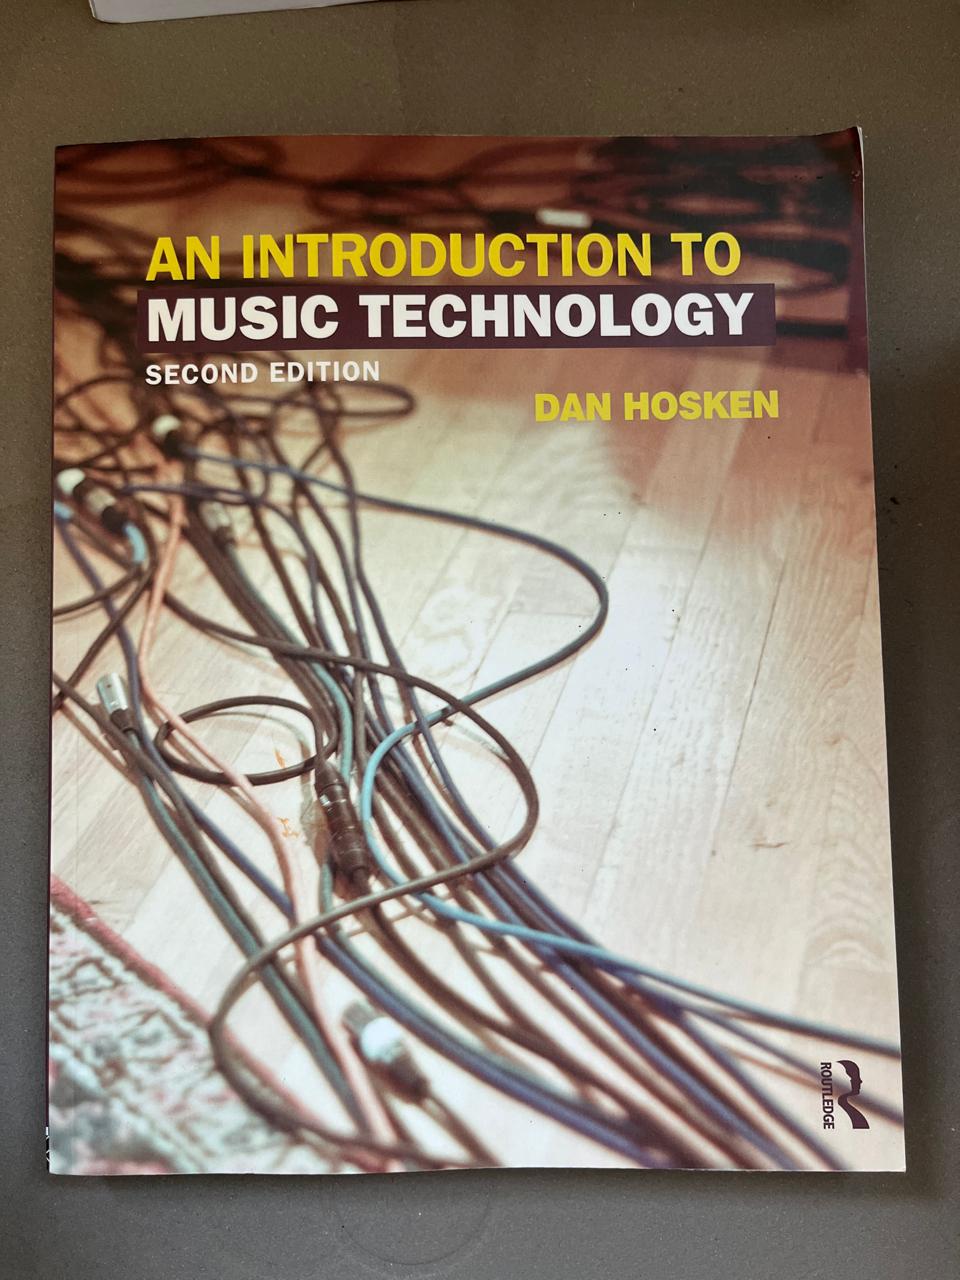 AN INTRODUCTION TO
MUSIC TECHNOLOGY
SECOND EDITION
DAN HOSKEN
ROUTLEDGE